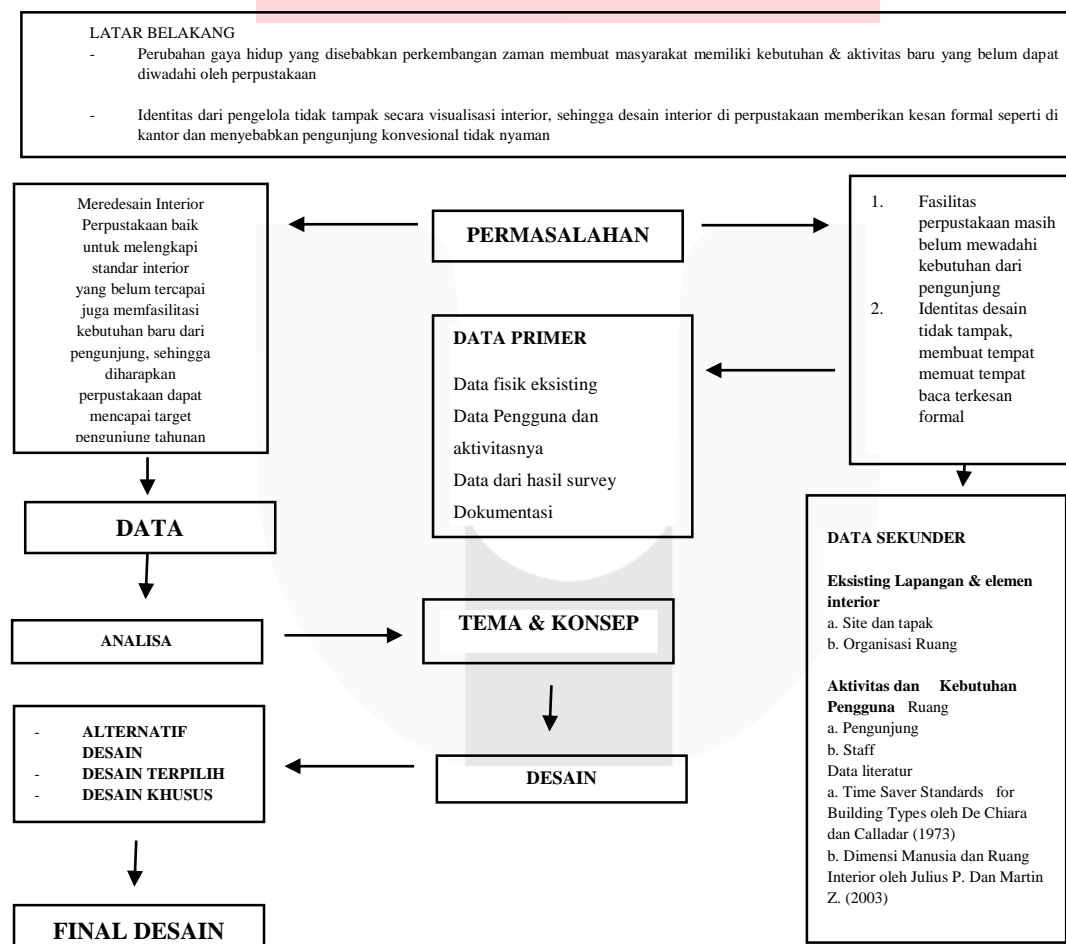 LATAR BELAKANG
- Perubahan gaya hidup yang disebabkan perkembangan zaman membuat masyarakat memiliki kebutuhan & aktivitas baru yang belum dapat
diwadahi oleh perpustakaan
- Identitas dari pengelola tidak tampak secara visualisasi interior, sehingga desain interior di perpustakaan memberikan kesan formal seperti di
kantor dan menyebabkan pengunjung konvesional tidak nyaman
Meredesain Interior
Perpustakaan baik
untuk melengkapi
standar interior
yang belum tercapai
juga memfasilitasi
kebutuhan baru dari
pengunjung, sehingga
diharapkan
perpustakaan dapat
mencapai target
pengunjung tahunan
PERMASALAHAN
1. Fasilitas
perpustakaan masih
belum mewadahi
kebutuhan dari
pengunjung
2. Identitas desain
tidak tampak,
membuat tempat
memuat tempat
baca terkesan
formal
DATA PRIMER
Data fisik eksisting
Data Pengguna dan
aktivitasnya
Data dari hasil survey
Dokumentasi
DATA
DATA SEKUNDER
Eksisting Lapangan & elemen
interior
a. Site dan tapak
b. Organisasi Ruang
Aktivitas dan Kebutuhan
Pengguna Ruang
a. Pengunjung
b. Staff
Data literatur
a. Time Saver Standards for
Building Types oleh De Chiara
dan Calladar (1973)
b. Dimensi Manusia dan Ruang
Interior oleh Julius P. Dan Martin
Z. (2003)
ANALISA
TEMA & KONSEP
- ALTERNATIF
DESAIN
- DESAIN TERPILIH
- DESAIN KHUSUS
DESAIN
FINAL DESAIN